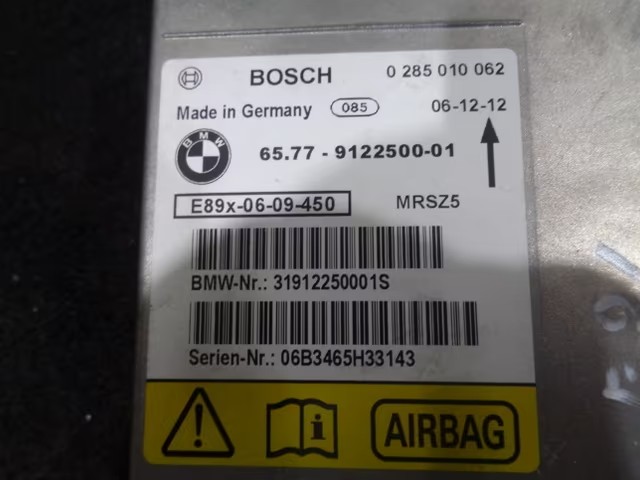 BOSCH 0 285 010 062
Made in Germany 085 06-12-12
BMW 65.77 - 9122500-01
E89x-06-09-450 MRSZ5
BMW-Nr.: 31912250001S
Serien-Nr.: 06B3465H33143
! i AIRBAG